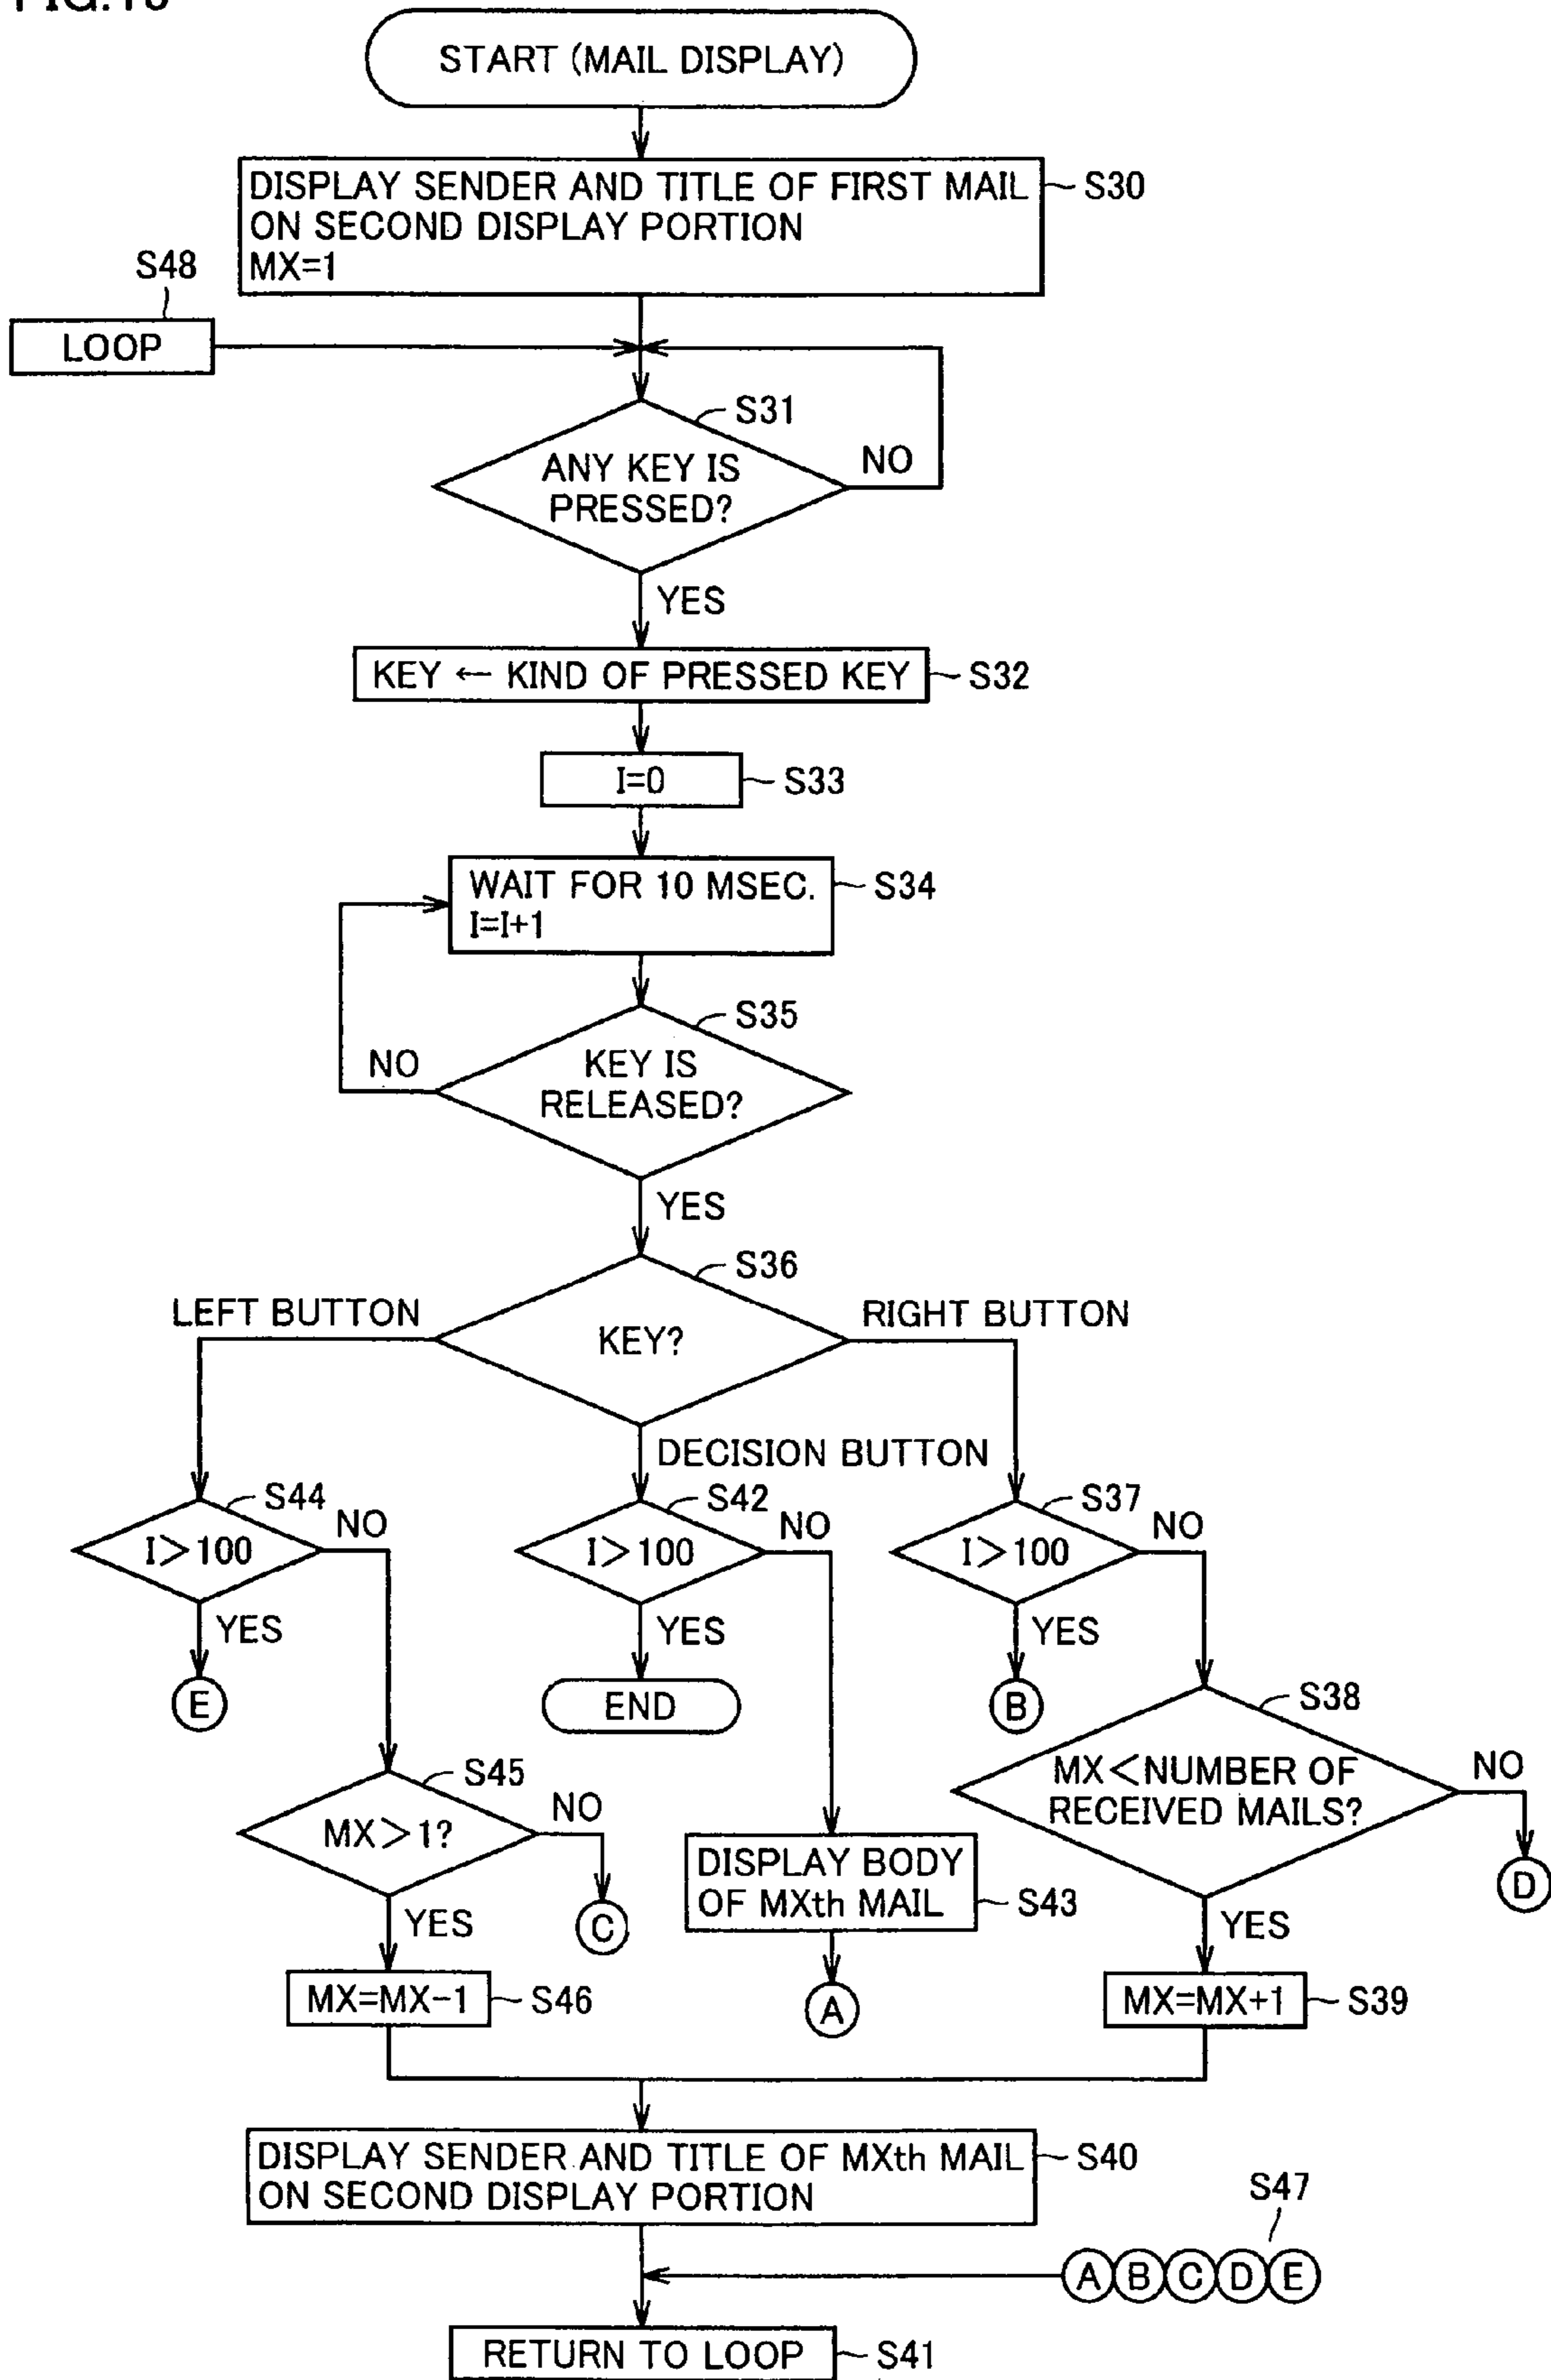 START (MAIL DISPLAY)
DISPLAY SENDER AND TITLE OF FIRST MAIL
ON SECOND DISPLAY PORTION
MX=1
S30
S48
LOOP
S31
ANY KEY IS
PRESSED?
NO
YES
KEY ← KIND OF PRESSED KEY
S32
I=0
S33
WAIT FOR 10 MSEC.
I=I+1
S34
S35
KEY IS
RELEASED?
NO
YES
S36
LEFT BUTTON
KEY?
RIGHT BUTTON
DECISION BUTTON
S44
I>100
NO
YES
E
S42
I>100
NO
YES
END
S37
I>100
NO
YES
B
S38
MX<NUMBER OF
RECEIVED MAILS?
NO
D
YES
S45
MX>1?
NO
C
YES
DISPLAY BODY
OF MXth MAIL
S43
A
MX=MX-1
S46
MX=MX+1
S39
DISPLAY SENDER AND TITLE OF MXth MAIL
ON SECOND DISPLAY PORTION
S40
S47
A B C D E
RETURN TO LOOP
S41